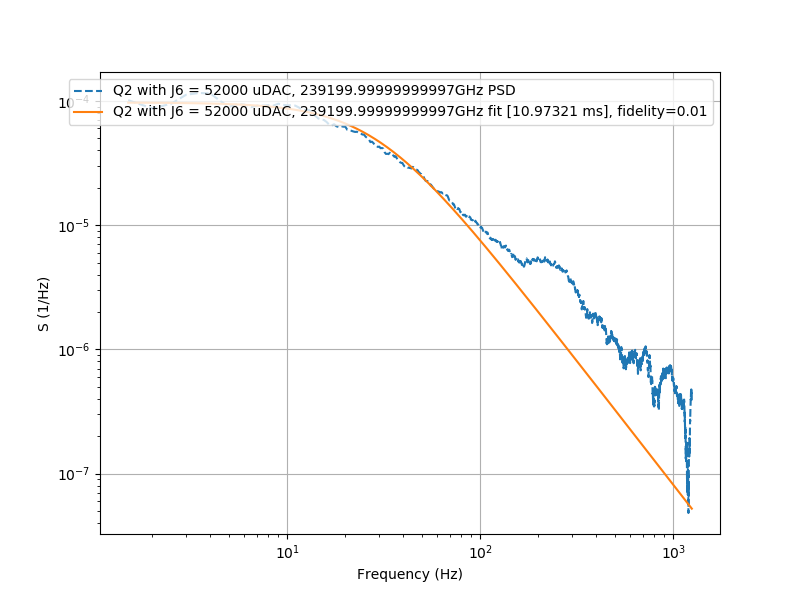 Q2 with J6 = 52000 uDAC, 239199.99999999997GHz PSD
Q2 with J6 = 52000 uDAC, 239199.99999999997GHz fit [10.97321 ms], fidelity=0.01
10⁻⁴
10⁻⁵
10⁻⁶
10⁻⁷
S (1/Hz)
10¹ 10² 10³
Frequency (Hz)